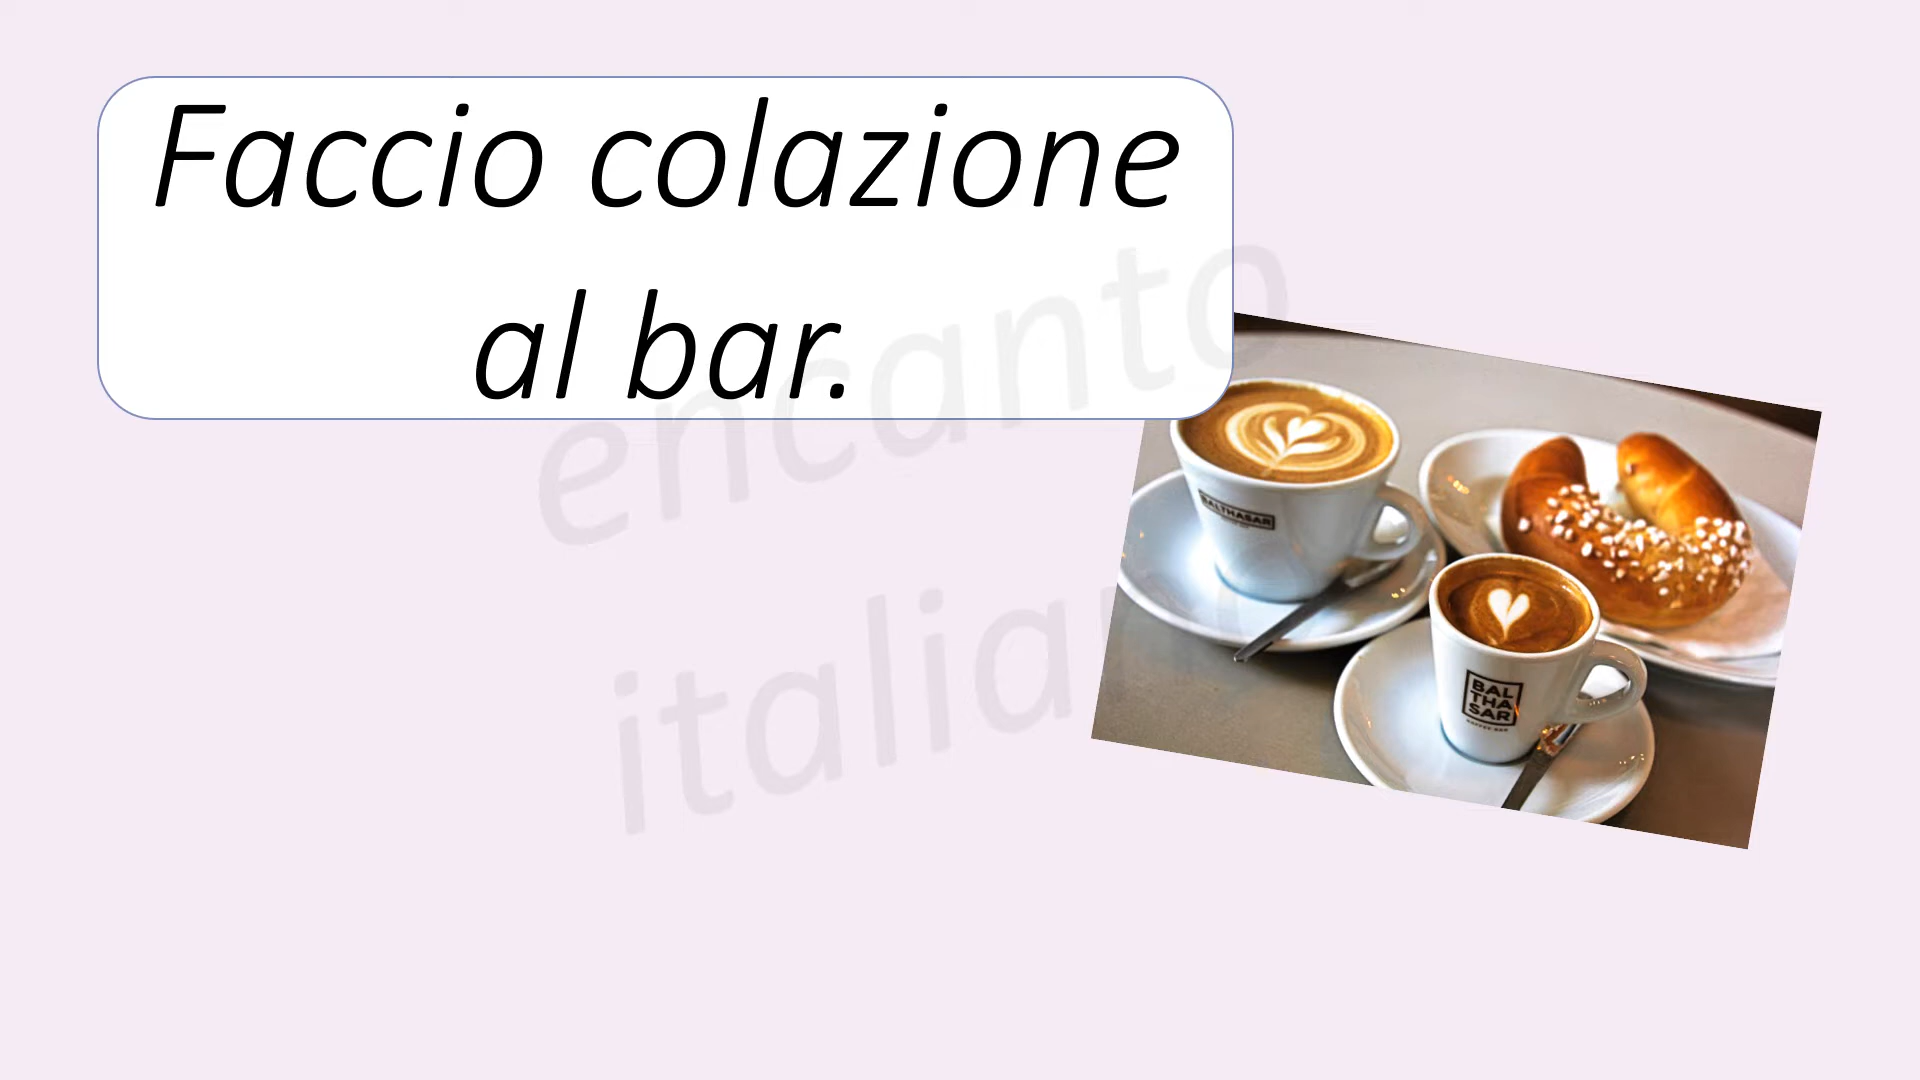 Faccio colazione
al bar.
encanto
italiano
BALTHASAR
BAL
THA
SAR